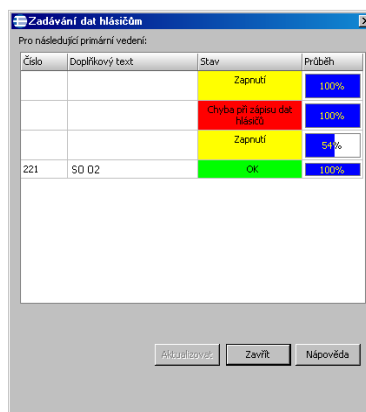 Zadávání dat hlásičům
Pro následující primární vedení:
Číslo Doplňkový text Stav Průběh
Zapnutí 100%
Chyba při zápisu dat
hlásičů 100%
Zapnutí 54%
221 SO 02 OK 100%
Aktualizovat Zavřít Nápověda